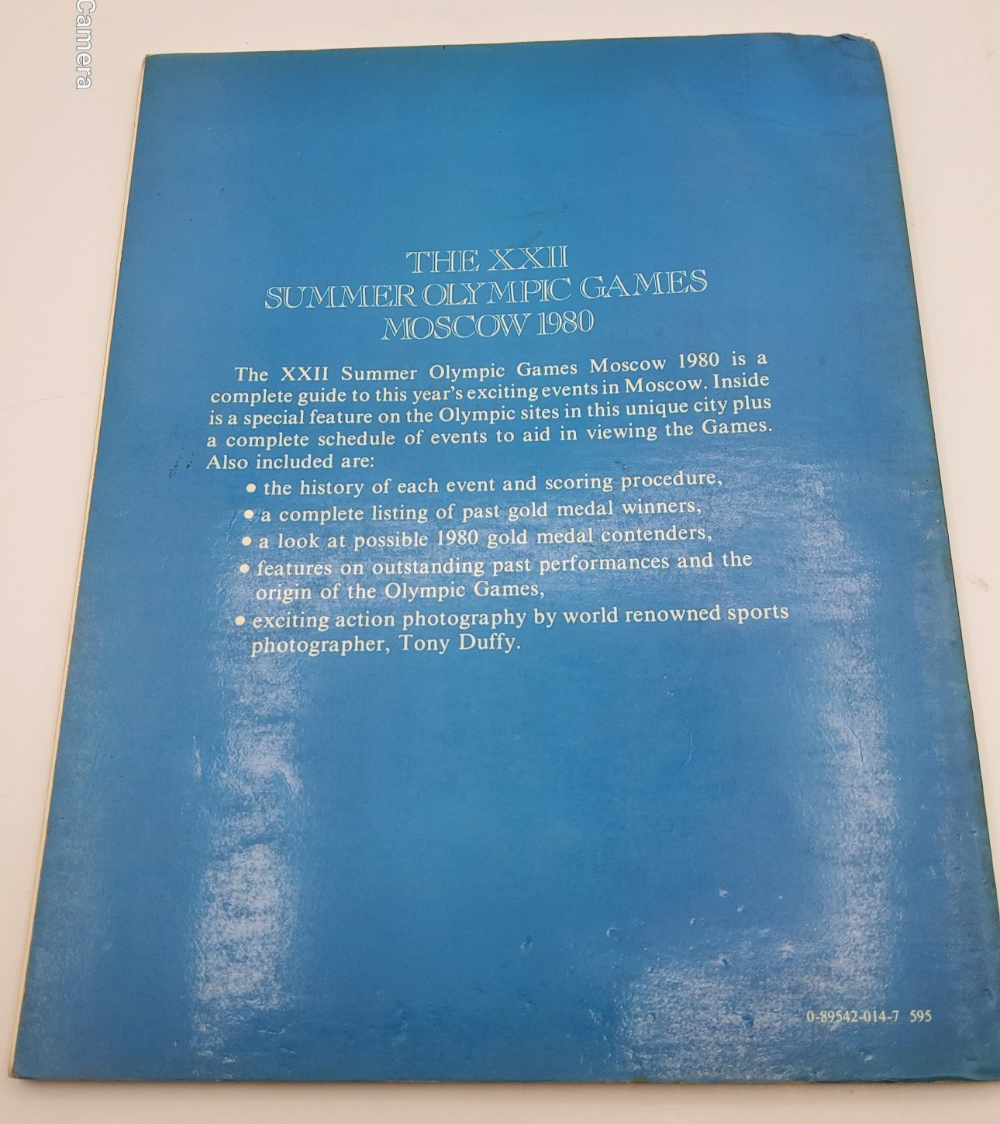 Camera
THE XXII
SUMMER OLYMPIC GAMES
MOSCOW 1980
The XXII Summer Olympic Games Moscow 1980 is a
complete guide to this year's exciting events in Moscow. Inside
is a special feature on the Olympic sites in this unique city plus
a complete schedule of events to aid in viewing the Games.
Also included are:
• the history of each event and scoring procedure,
• a complete listing of past gold medal winners,
• a look at possible 1980 gold medal contenders,
• features on outstanding past performances and the
origin of the Olympic Games,
• exciting action photography by world renowned sports
photographer, Tony Duffy.
0-89542-014-7 595